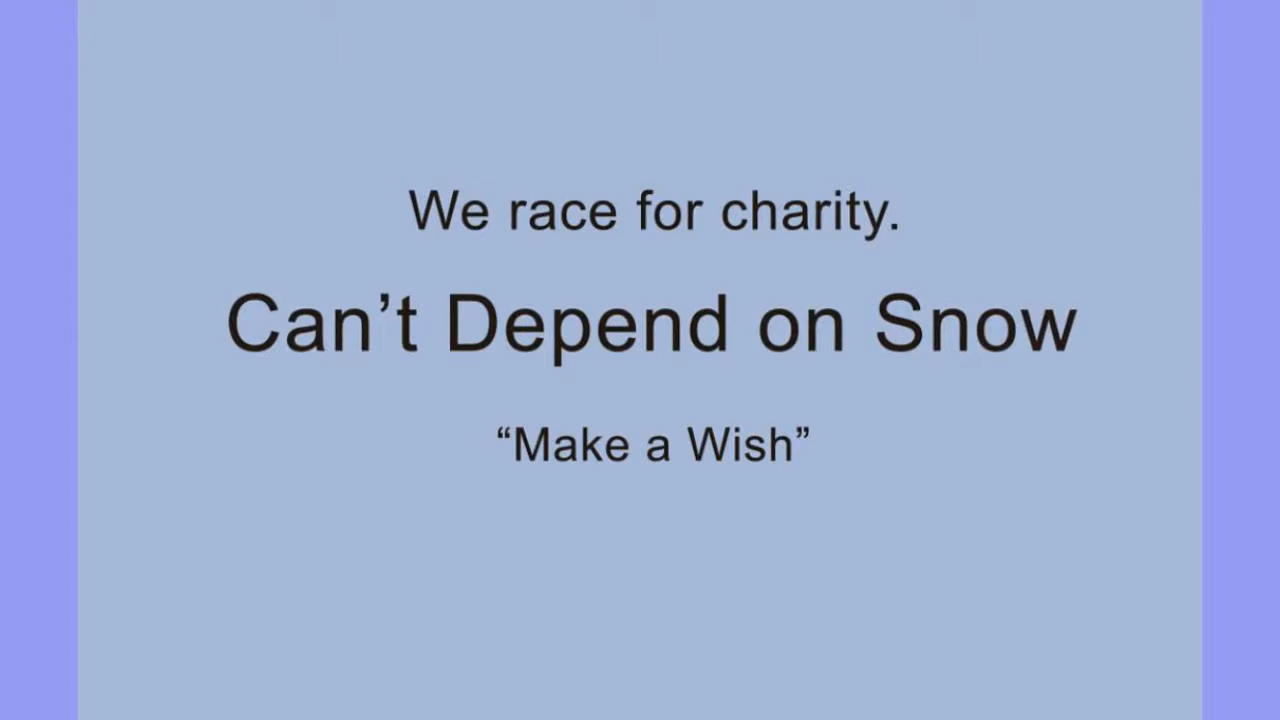 We race for charity.
Can’t Depend on Snow
“Make a Wish”